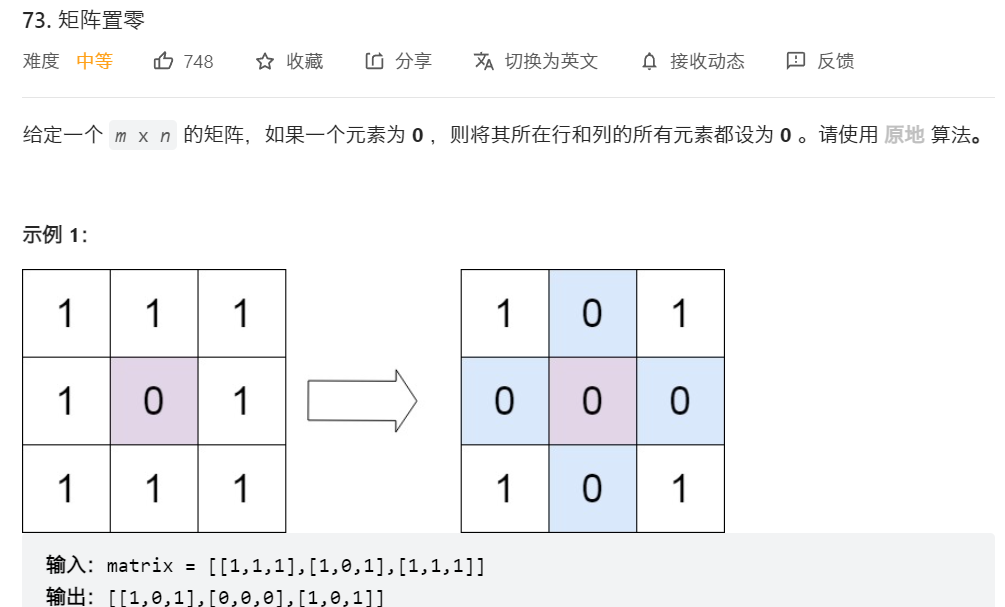 73. 矩阵置零
难度 中等 748 收藏 分享 切换为英文 接收动态 反馈
给定一个 m x n 的矩阵，如果一个元素为 0 ，则将其所在行和列的所有元素都设为 0 。请使用 原地 算法。
示例 1：
1 1 1 1 0 1
1 0 1 0 0 0
1 1 1 1 0 1
输入：matrix = [[1,1,1],[1,0,1],[1,1,1]]
输出：[[1,0,1],[0,0,0],[1,0,1]]